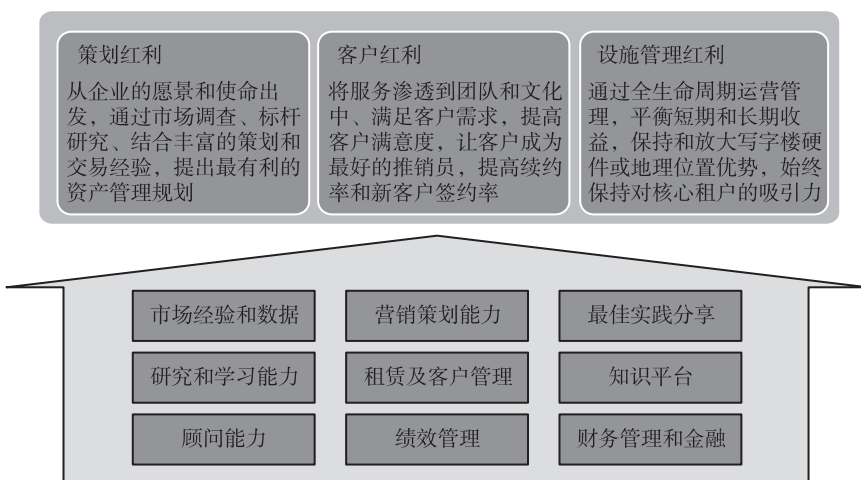 策划红利
从企业的愿景和使命出
发，通过市场调查、标杆
研究、结合丰富的策划和
交易经验，提出最有利的
资产管理规划
客户红利
将服务渗透到团队和文化
中、满足客户需求，提高
客户满意度，让客户成为
最好的推销员，提高续约
率和新客户签约率
设施管理红利
通过全生命周期运营管
理，平衡短期和长期收
益，保持和放大写字楼硬
件或地理位置优势，始终
保持对核心租户的吸引力
市场经验和数据
营销策划能力
最佳实践分享
研究和学习能力
租赁及客户管理
知识平台
顾问能力
绩效管理
财务管理和金融